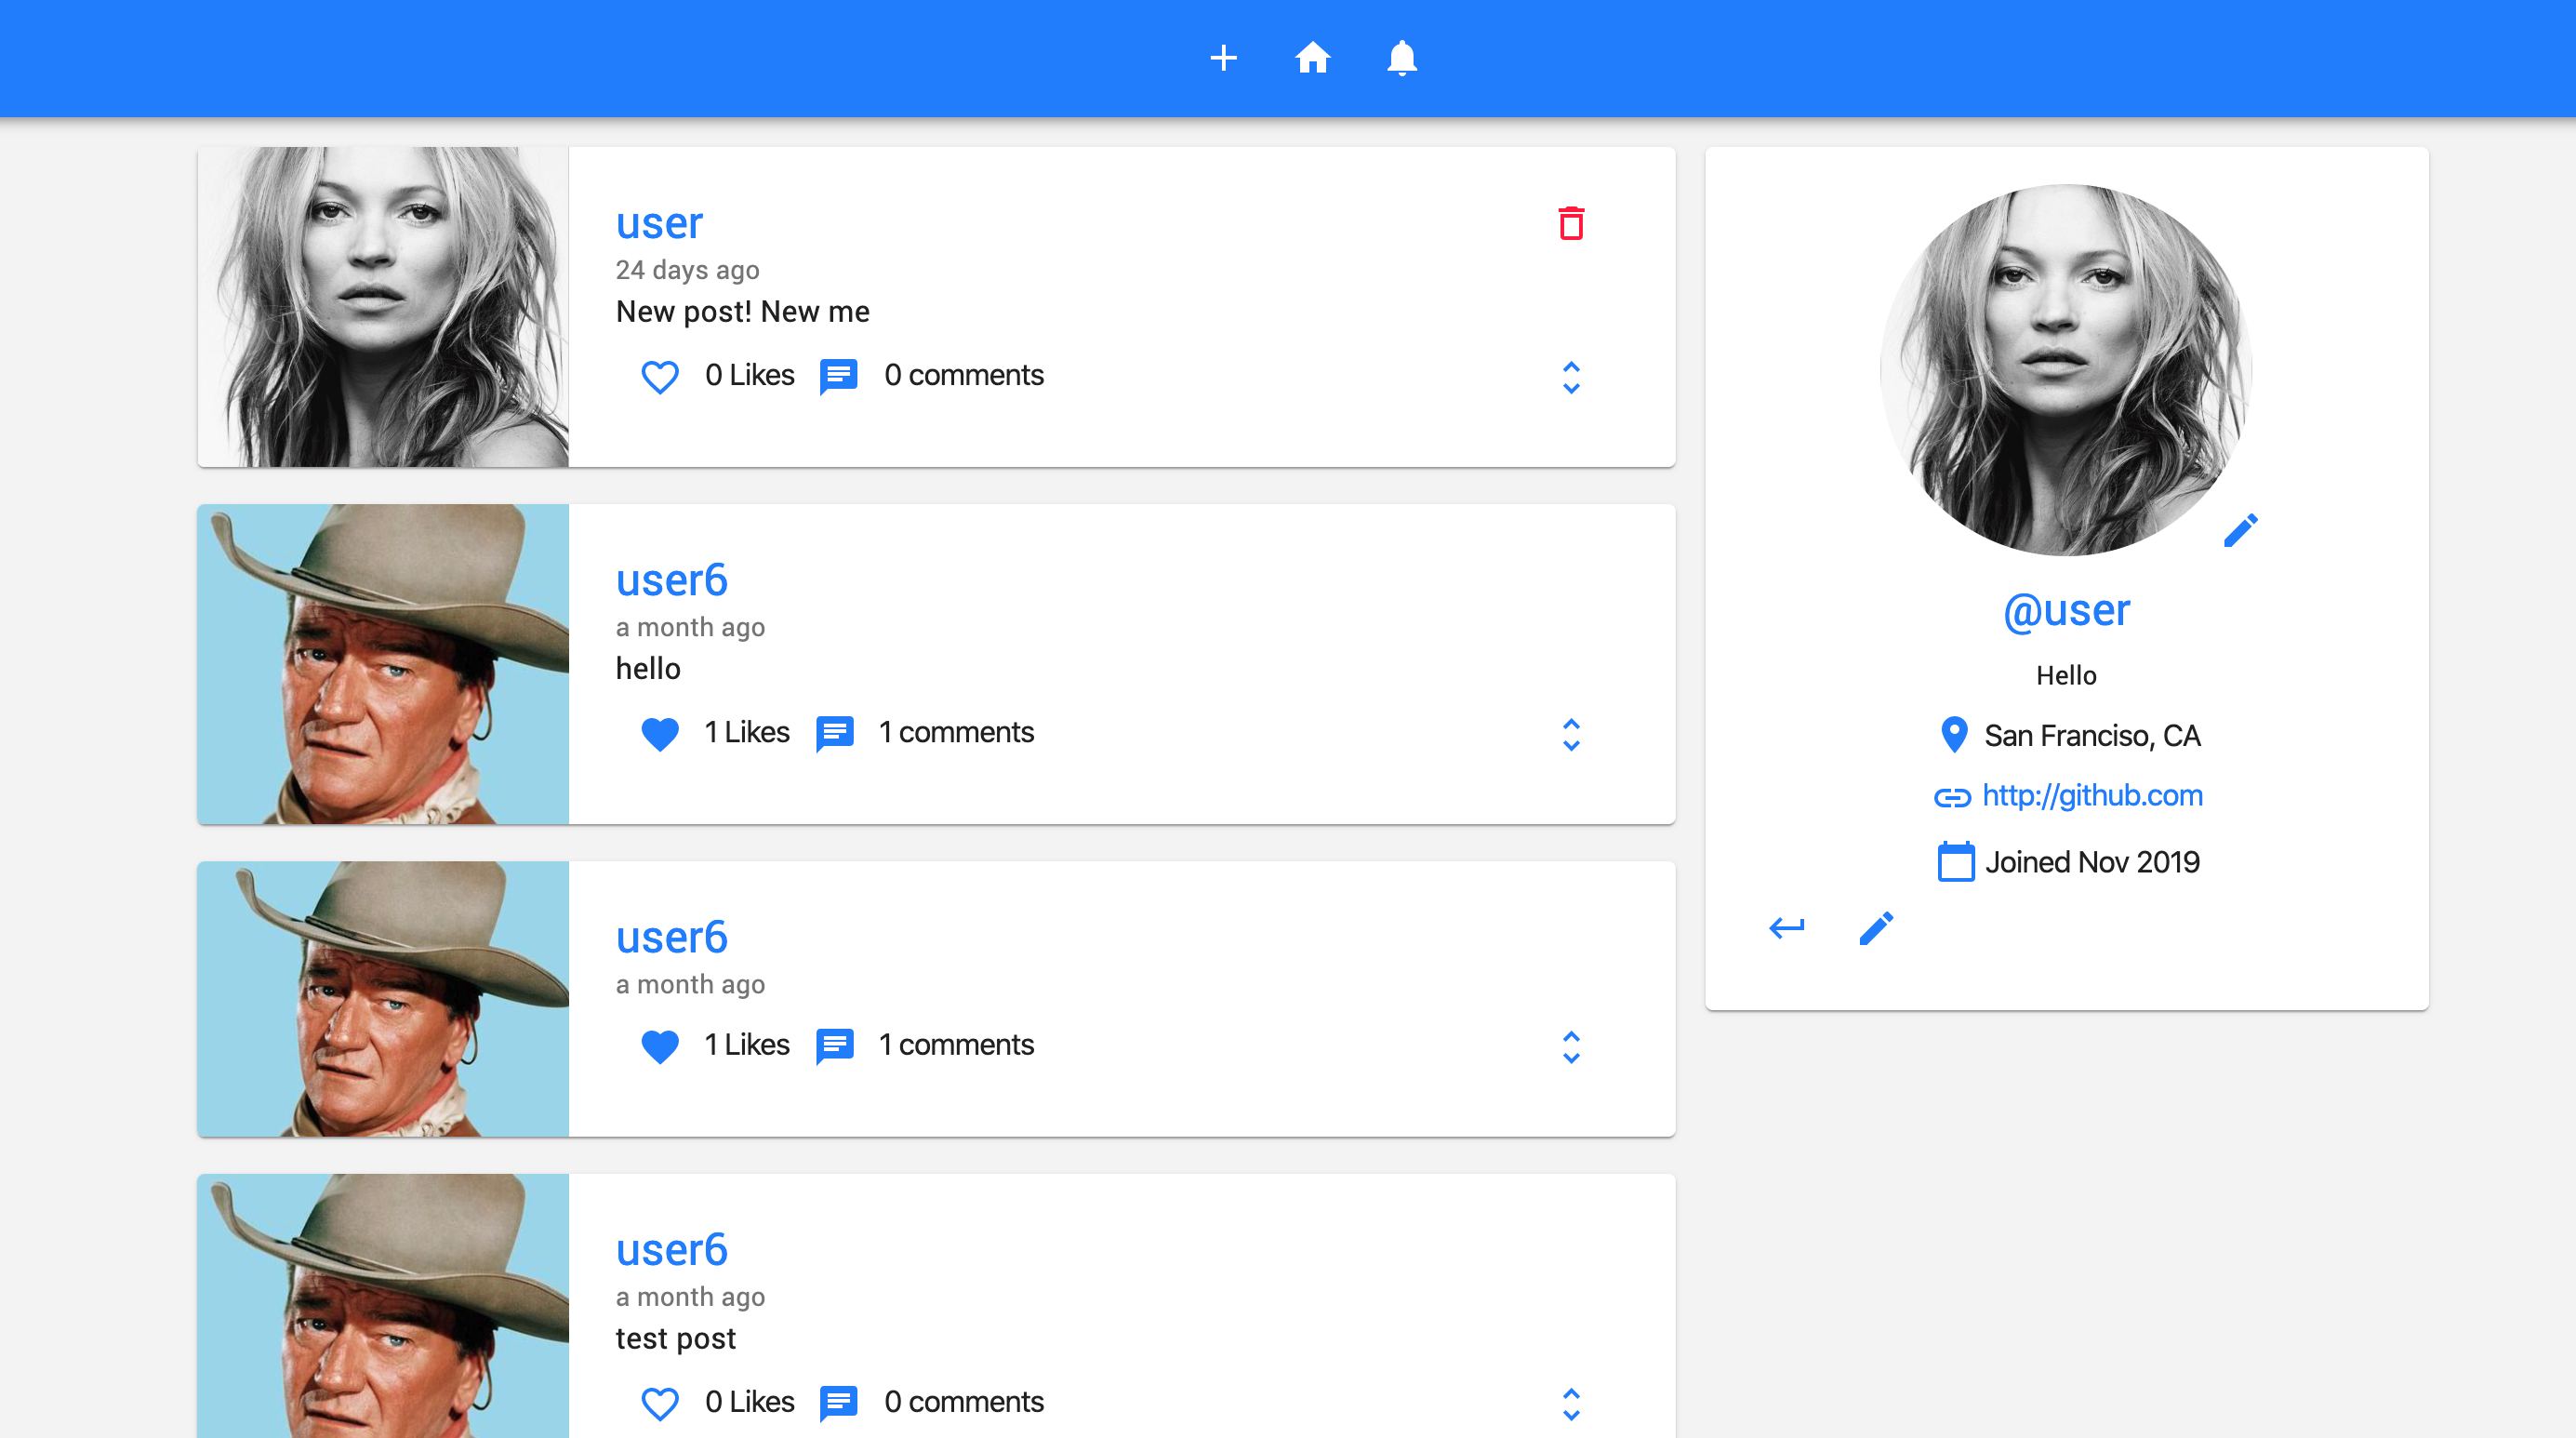 user
24 days ago
New post! New me
0 Likes
0 comments
user6
a month ago
hello
1 Likes
1 comments
user6
a month ago
1 Likes
1 comments
user6
a month ago
test post
0 Likes
0 comments
@user
Hello
San Franciso, CA
http://github.com
Joined Nov 2019